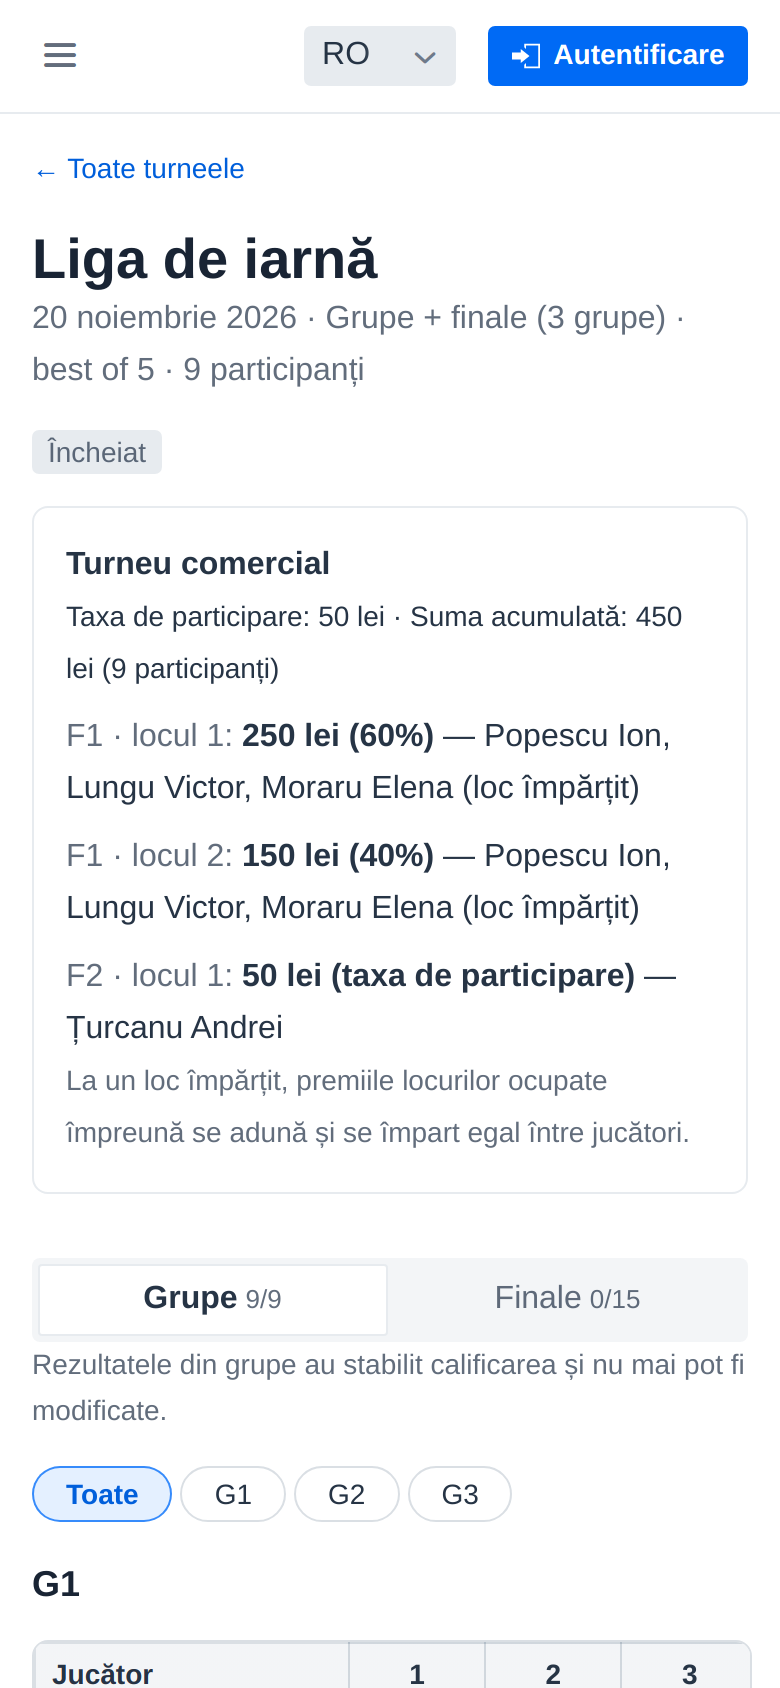 RO
Autentificare
← Toate turneele
Liga de iarnă
20 noiembrie 2026 · Grupe + finale (3 grupe) ·
best of 5 · 9 participanți
Încheiat
Turneu comercial
Taxa de participare: 50 lei · Suma acumulată: 450
lei (9 participanți)
F1 · locul 1: 250 lei (60%) — Popescu Ion,
Lungu Victor, Moraru Elena (loc împărțit)
F1 · locul 2: 150 lei (40%) — Popescu Ion,
Lungu Victor, Moraru Elena (loc împărțit)
F2 · locul 1: 50 lei (taxa de participare) —
Țurcanu Andrei
La un loc împărțit, premiile locurilor ocupate
împreună se adună și se împart egal între jucători.
Grupe 9/9 Finale 0/15
Rezultatele din grupe au stabilit calificarea și nu mai pot fi
modificate.
Toate G1 G2 G3
G1
Jucător 1 2 3